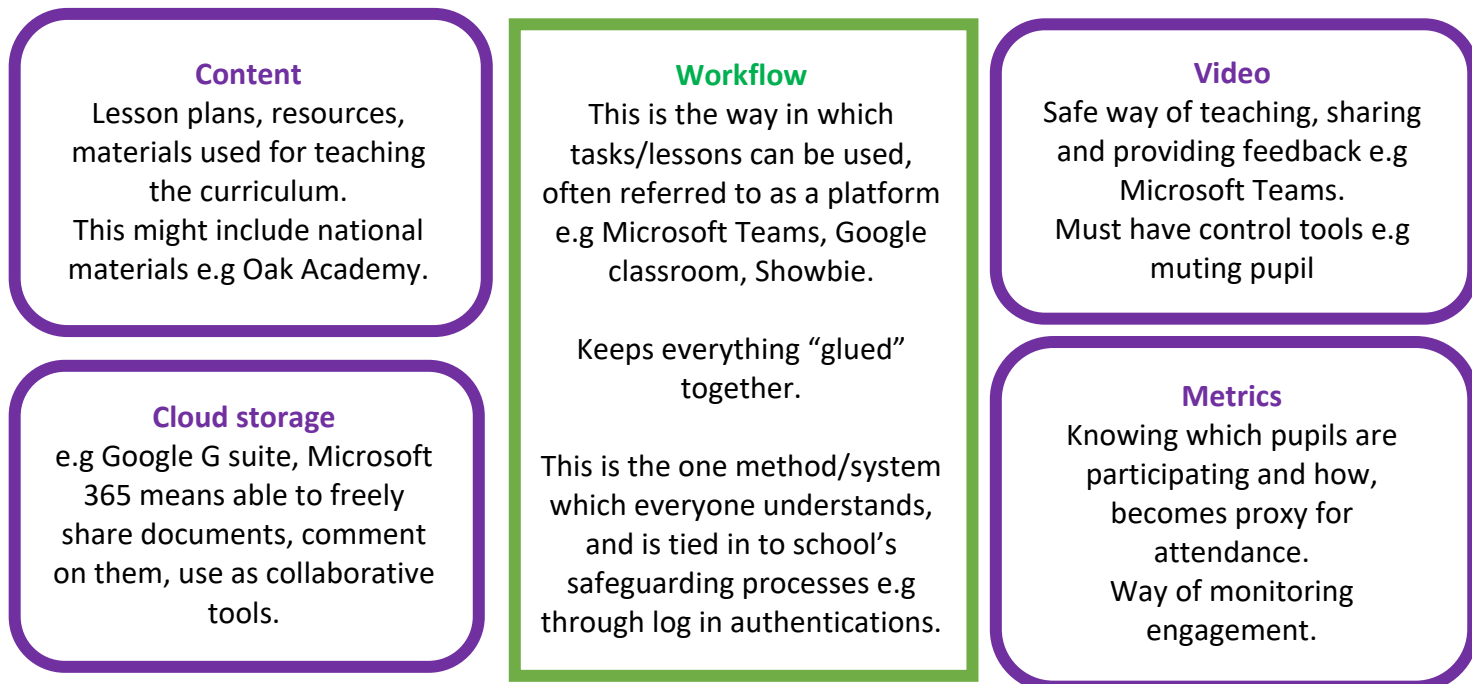 Content
Lesson plans, resources,
materials used for teaching
the curriculum.
This might include national
materials e.g Oak Academy.
Cloud storage
e.g Google G suite, Microsoft
365 means able to freely
share documents, comment
on them, use as collaborative
tools.
Workflow
This is the way in which
tasks/lessons can be used,
often referred to as a platform
e.g Microsoft Teams, Google
classroom, Showbie.
Keeps everything “glued”
together.
This is the one method/system
which everyone understands,
and is tied in to school’s
safeguarding processes e.g
through log in authentications.
Video
Safe way of teaching, sharing
and providing feedback e.g
Microsoft Teams.
Must have control tools e.g
muting pupil
Metrics
Knowing which pupils are
participating and how,
becomes proxy for
attendance.
Way of monitoring
engagement.